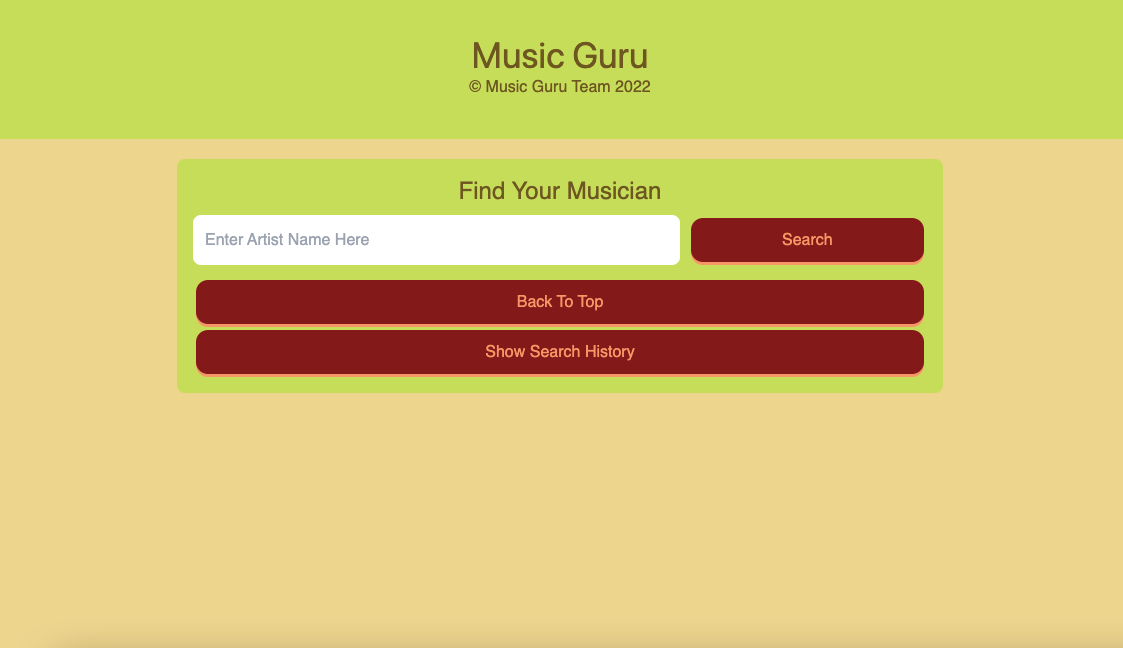 Music Guru
© Music Guru Team 2022
Find Your Musician
Enter Artist Name Here
Search
Back To Top
Show Search History